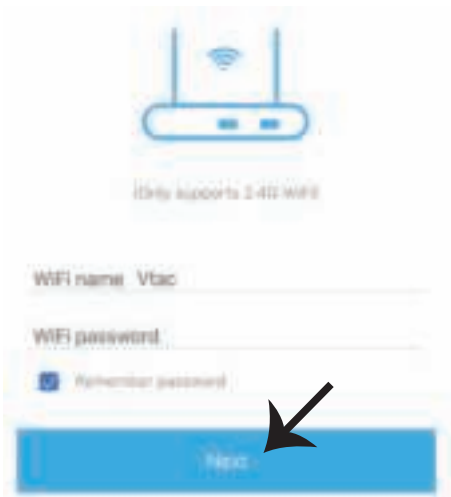 (Only supports 2.4G WiFi)
WiFi name Vtac
WiFi password
Remember password
Next